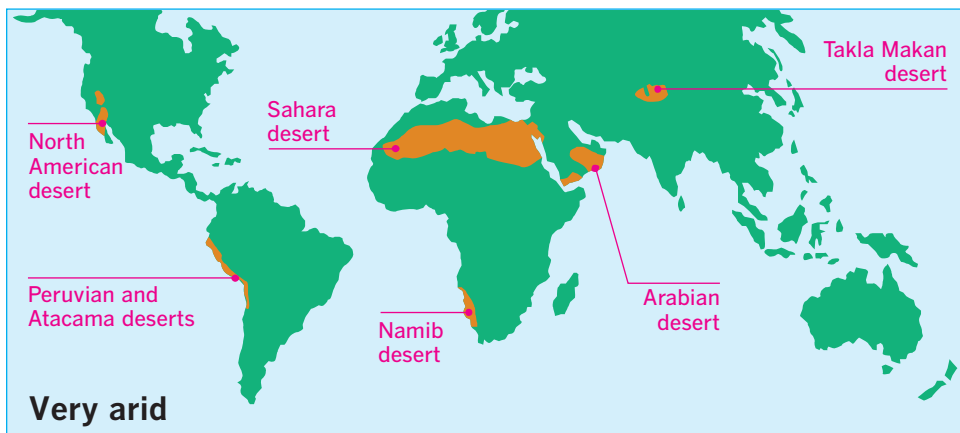 Takla Makan
desert
Sahara
desert
North
American
desert
Peruvian and
Atacama deserts
Namib
desert
Arabian
desert
Very arid